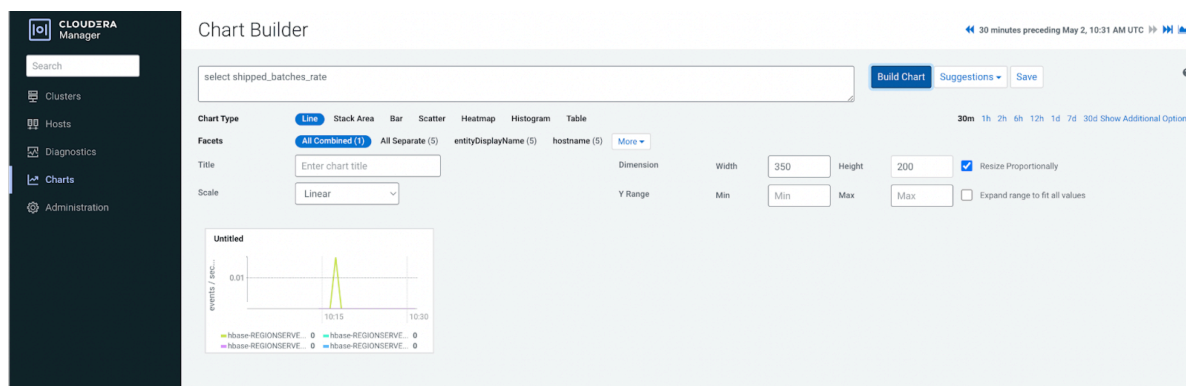 CLOUDERA
Manager
Search
Clusters
Hosts
Diagnostics
Charts
Administration
Chart Builder
30 minutes preceding May 2, 10:31 AM UTC
select shipped_batches_rate
Build Chart Suggestions Save
Chart Type Line Stack Area Bar Scatter Heatmap Histogram Table
30m 1h 2h 6h 12h 1d 7d 30d Show Additional Option
Facets All Combined (1) All Separate (5) entityDisplayName (5) hostname (5) More
Title Enter chart title Dimension Width 350 Height 200 Resize Proportionally
Scale Linear Y Range Min Min Max Max Expand range to fit all values
Untitled
events / sec...
0.01
10:15 10:30
hbase-REGIONSERVE... 0 hbase-REGIONSERVE... 0
hbase-REGIONSERVE... 0 hbase-REGIONSERVE... 0